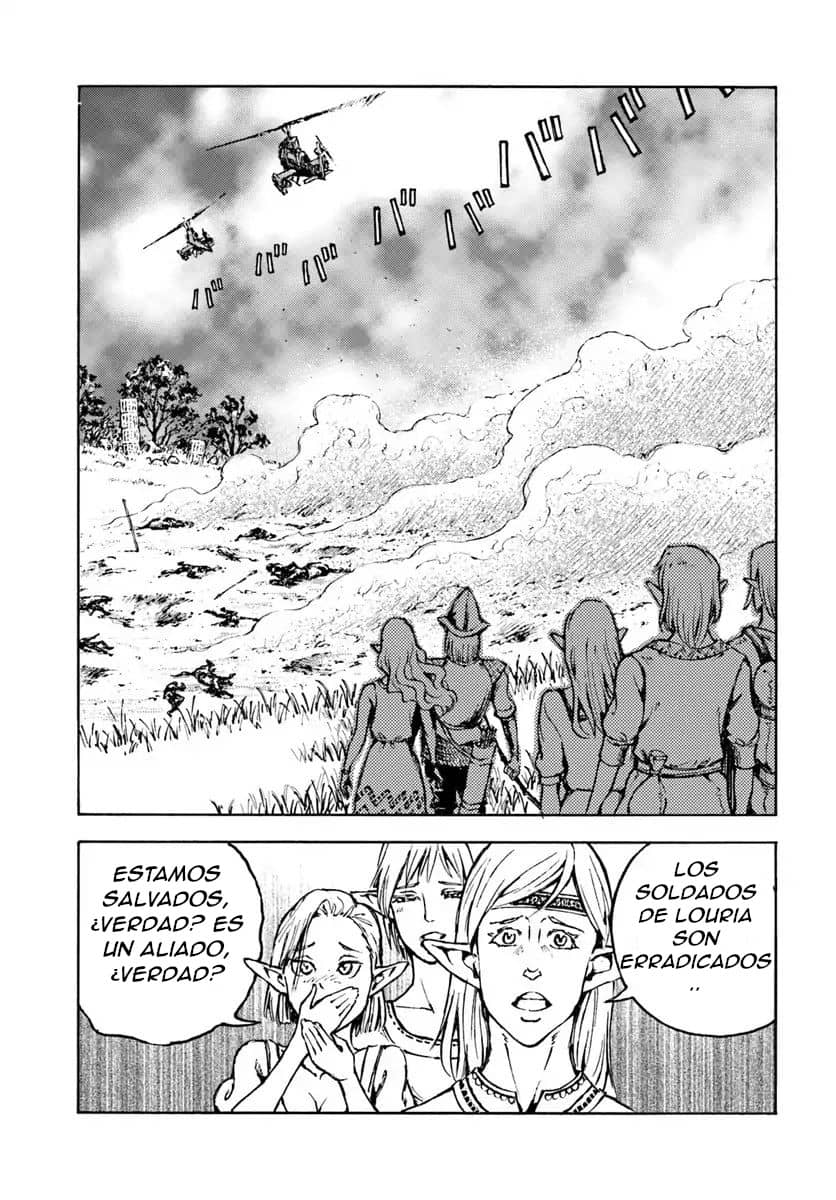 バババババババババ
LOS
SOLDADOS
DE LOURIA
SON
ERRADICADOS
..
ESTAMOS
SALVADOS,
¿VERDAD? ES
UN ALIADO,
¿VERDAD?